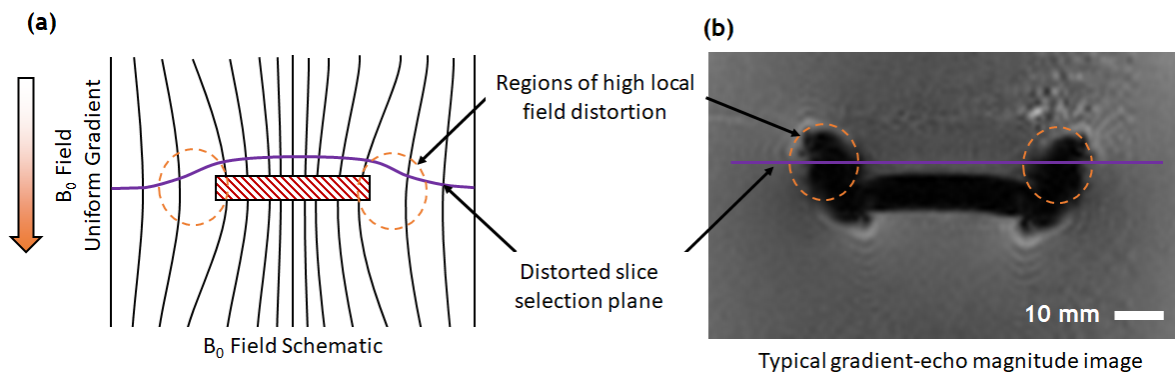 (a)
B₀ Field
Uniform Gradient
B₀ Field Schematic
Regions of high local
field distortion
Distorted slice
selection plane
(b)
10 mm
Typical gradient-echo magnitude image